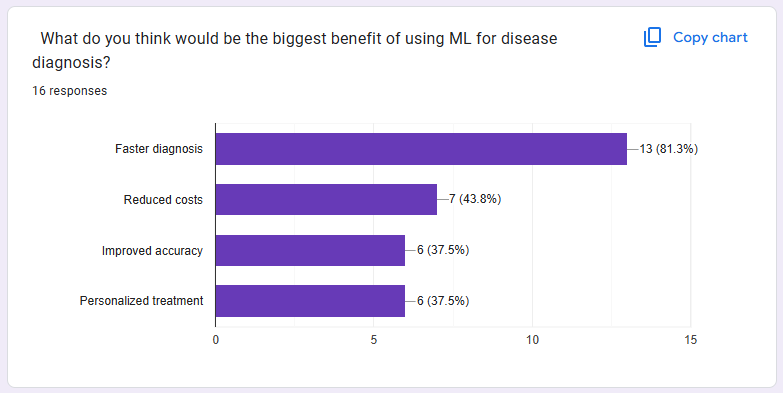 What do you think would be the biggest benefit of using ML for disease
diagnosis?
Copy chart
16 responses
Faster diagnosis 13 (81.3%)
Reduced costs 7 (43.8%)
Improved accuracy 6 (37.5%)
Personalized treatment 6 (37.5%)
0 5 10 15